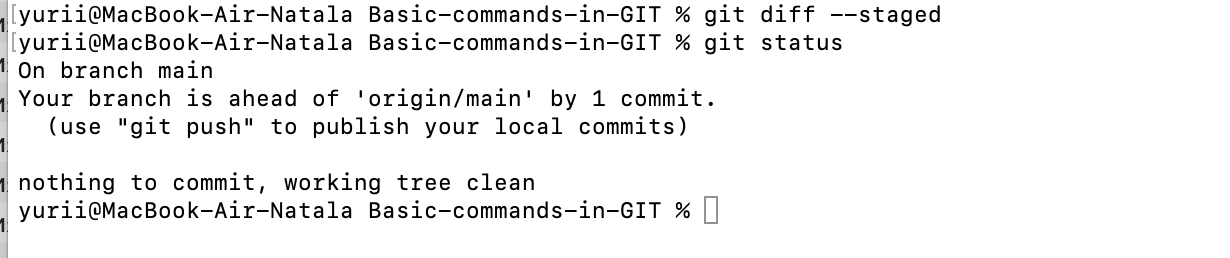 [yurii@MacBook-Air-Natala Basic-commands-in-GIT % git diff --staged
[yurii@MacBook-Air-Natala Basic-commands-in-GIT % git status
On branch main
Your branch is ahead of 'origin/main' by 1 commit.
  (use "git push" to publish your local commits)

nothing to commit, working tree clean
yurii@MacBook-Air-Natala Basic-commands-in-GIT %